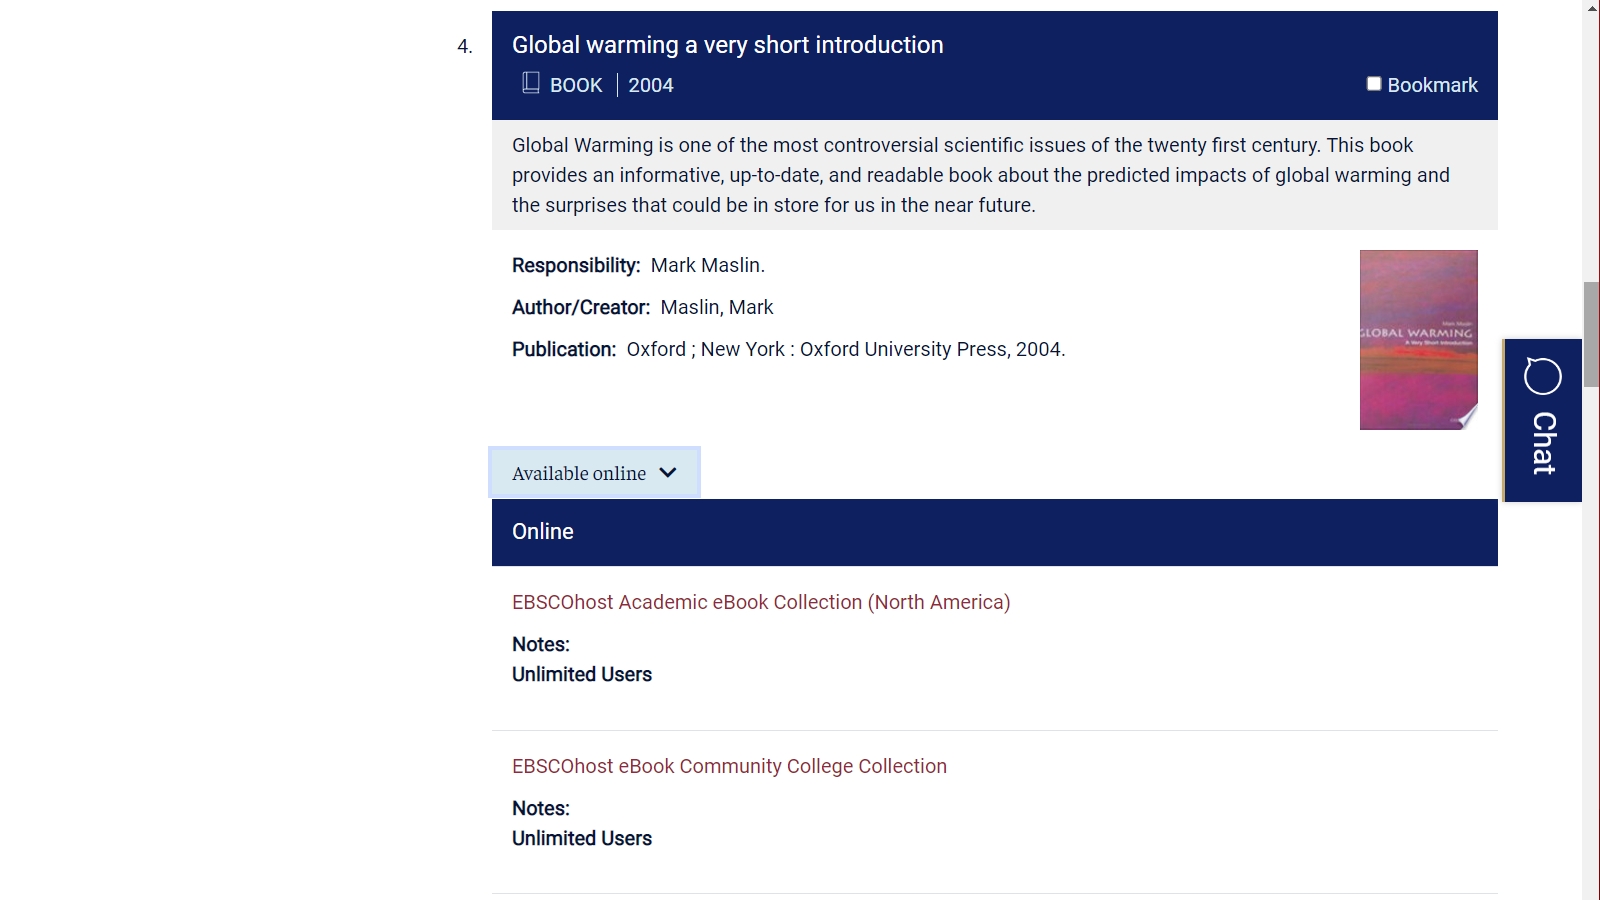 4.
Global warming a very short introduction
BOOK | 2004
Bookmark
Global Warming is one of the most controversial scientific issues of the twenty first century. This book
provides an informative, up-to-date, and readable book about the predicted impacts of global warming and
the surprises that could be in store for us in the near future.
Responsibility: Mark Maslin.
Author/Creator: Maslin, Mark
Publication: Oxford ; New York : Oxford University Press, 2004.
Mark Maslin
GLOBAL WARMING
A Very Short Introduction
Chat
Available online
Online
EBSCOhost Academic eBook Collection (North America)
Notes:
Unlimited Users
EBSCOhost eBook Community College Collection
Notes:
Unlimited Users